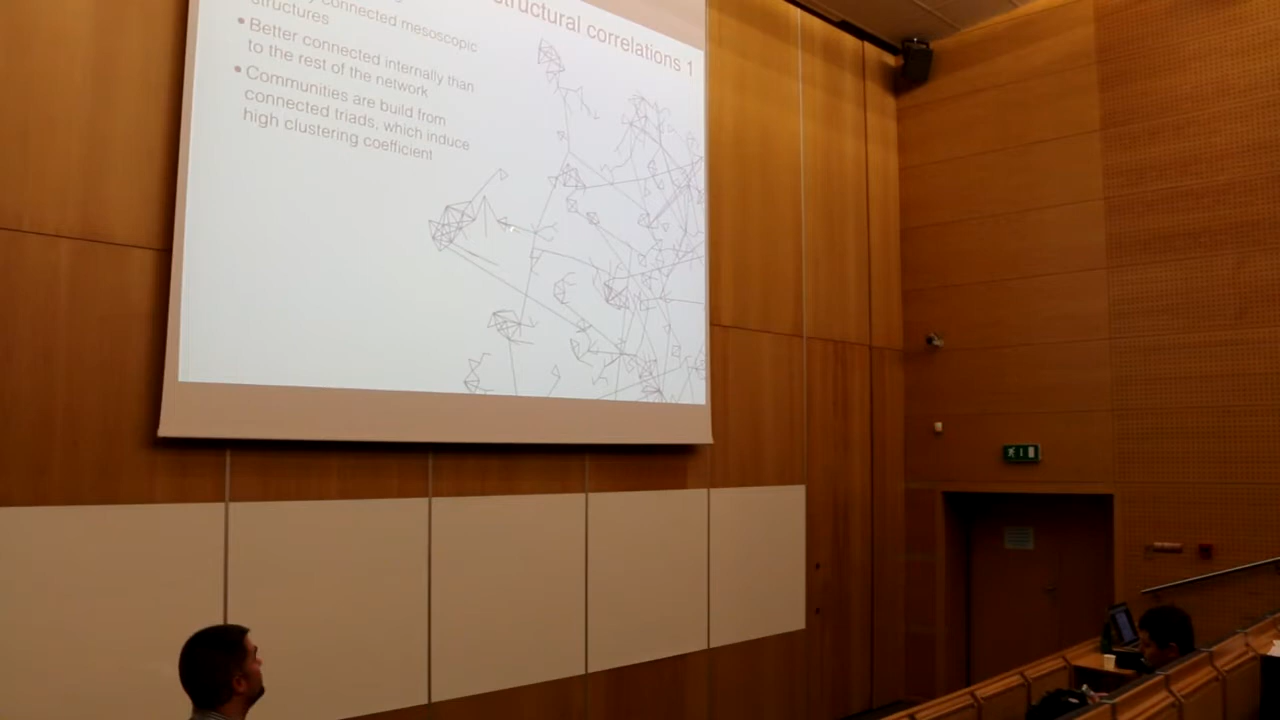 structural correlations 1
connected mesoscopic
structures
• Better connected internally than
to the rest of the network
• Communities are build from
connected triads, which induce
high clustering coefficient